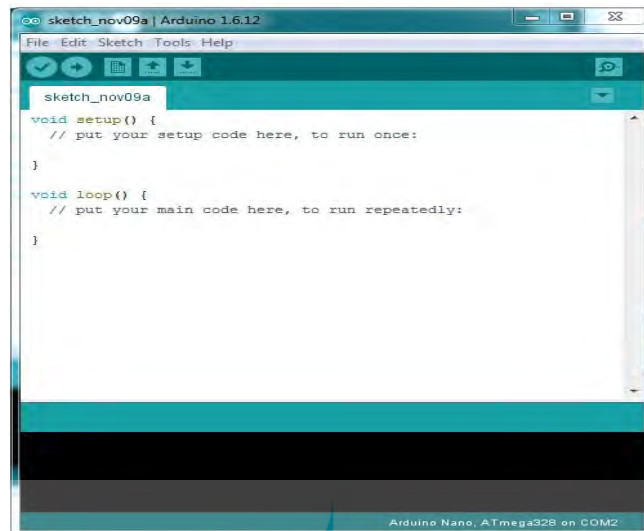 sketch_nov09a | Arduino 1.6.12
File Edit Sketch Tools Help
sketch_nov09a
void setup() {
  // put your setup code here, to run once:
}
void loop() {
  // put your main code here, to run repeatedly:
}
Arduino Nano, ATmega328 on COM2